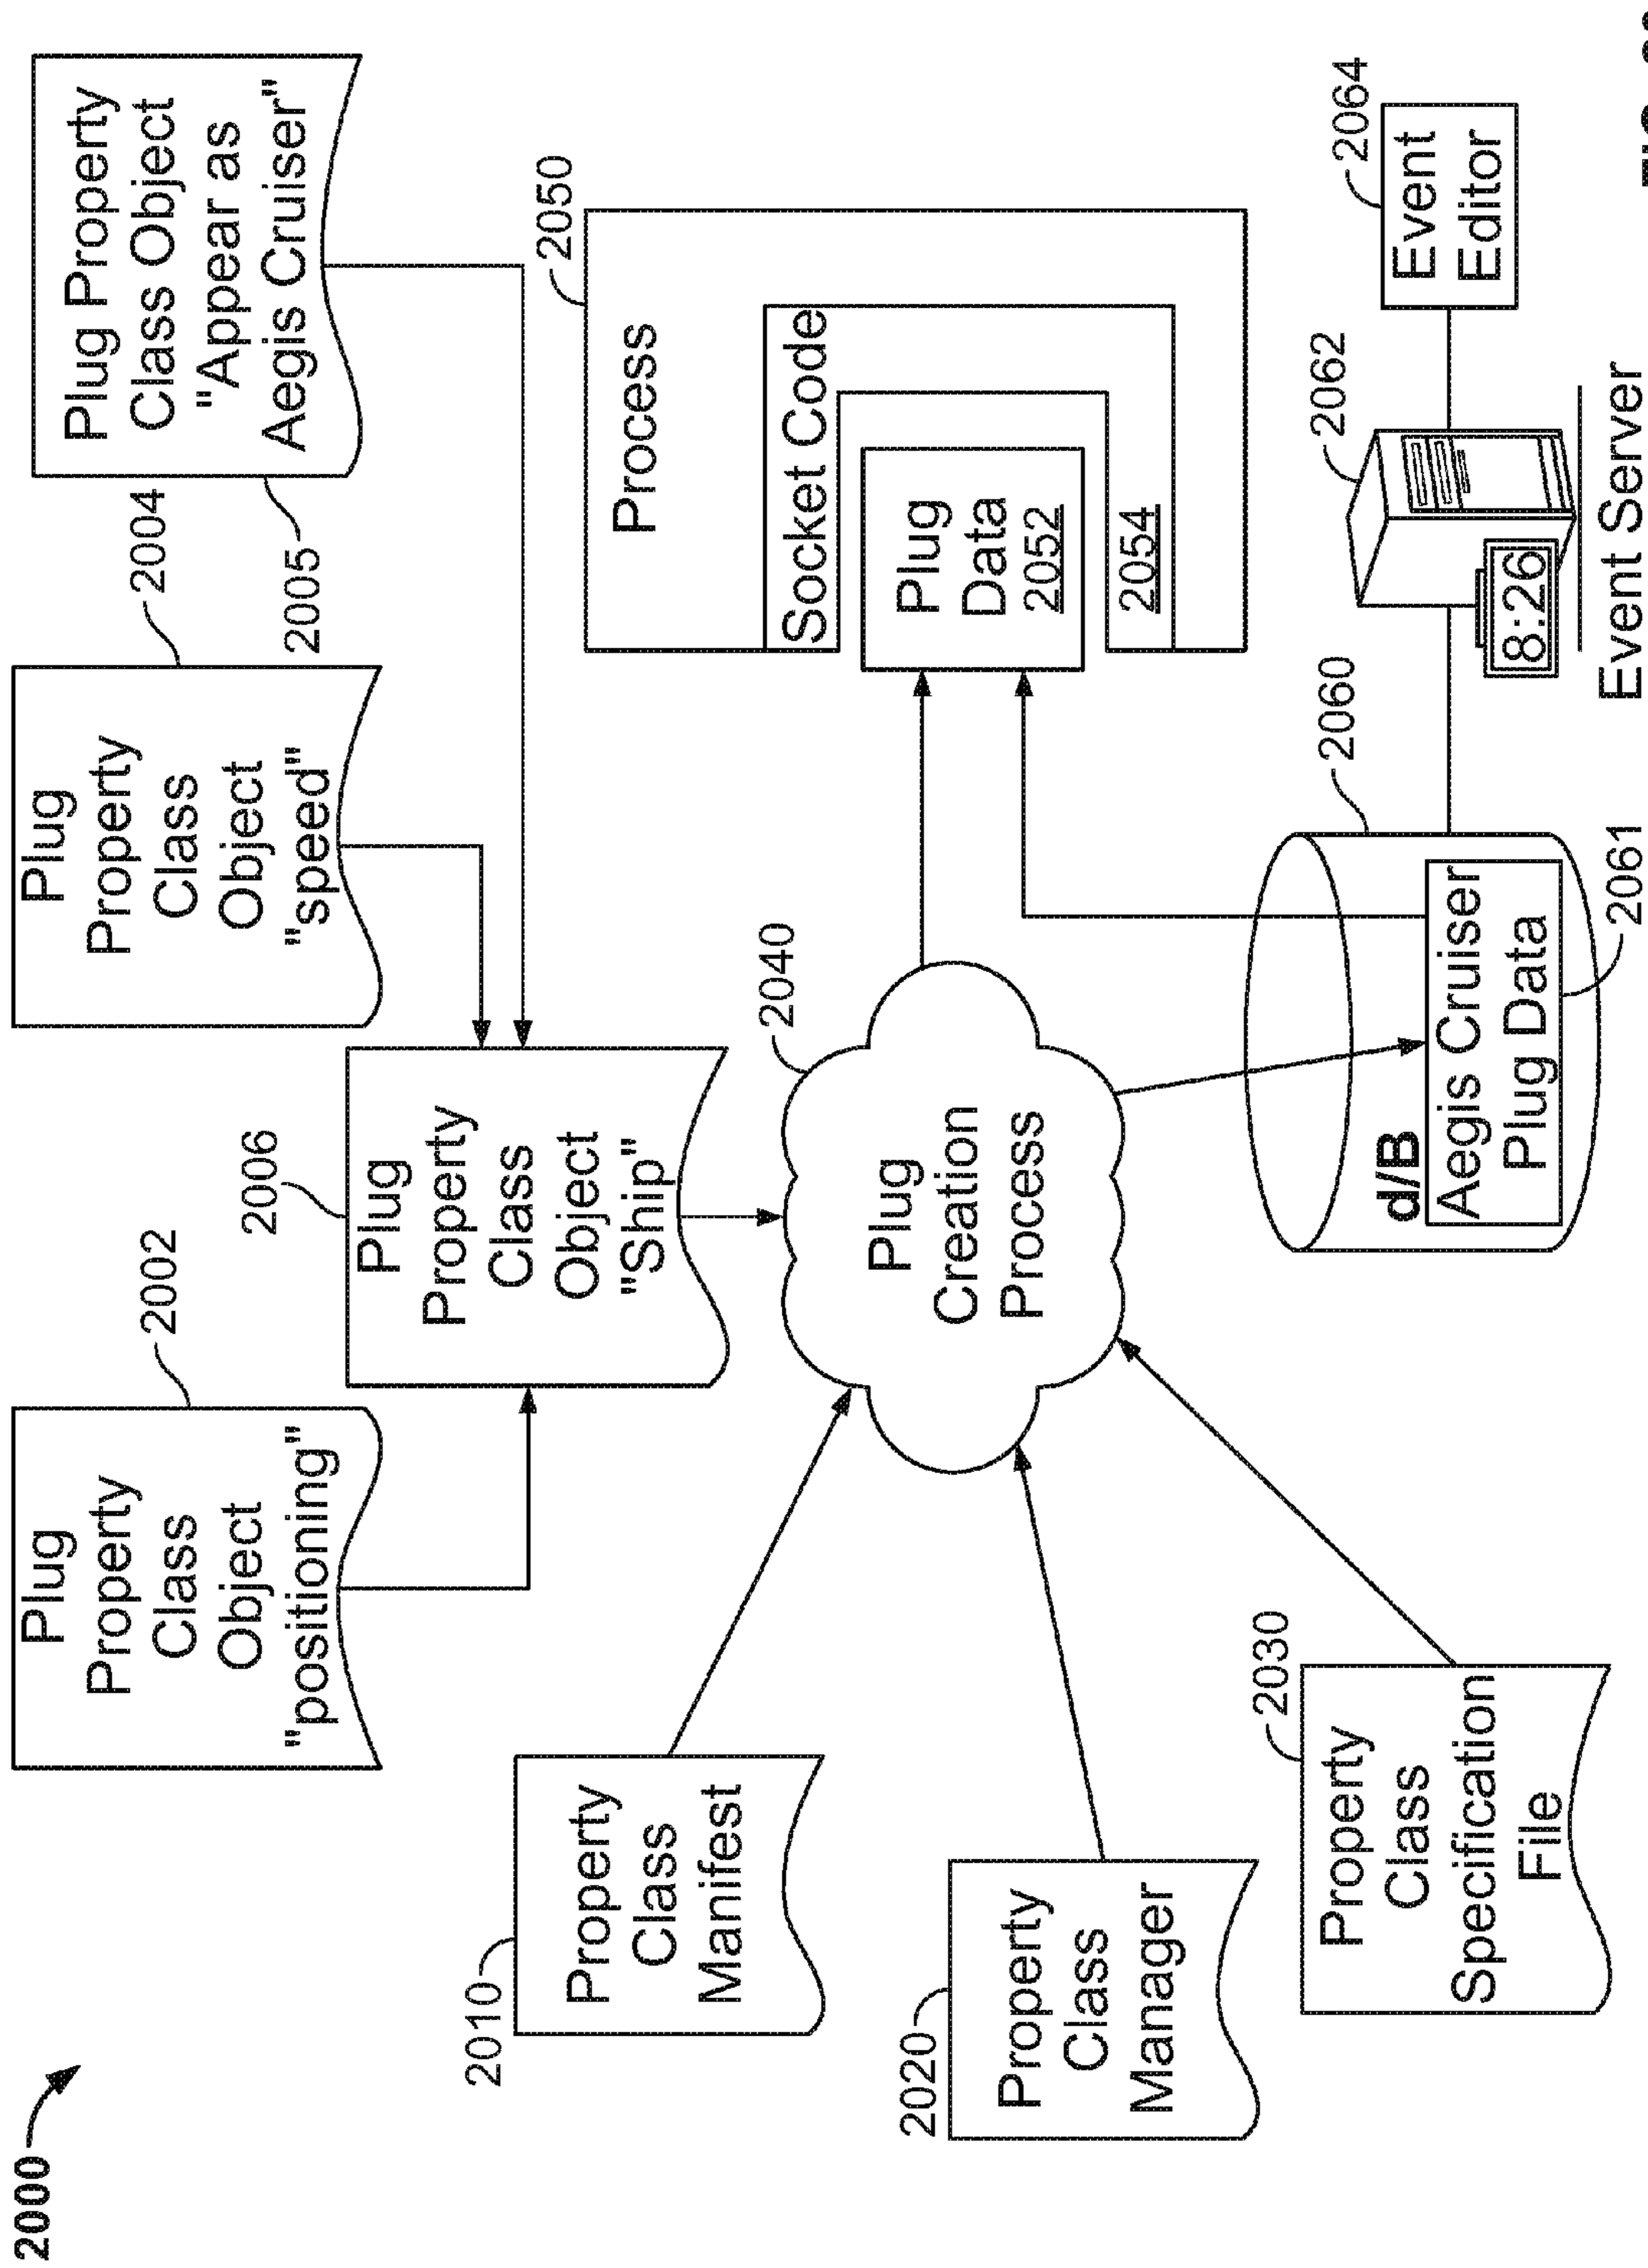 2000
Plug
Property
Class
Object
"positioning"
2002
Plug
Property
Class
Object
"speed"
2004
Plug Property
Class Object
"Appear as
Aegis Cruiser"
2005
2006
Plug
Property
Class
Object
"Ship"
2010
Property
Class
Manifest
2020
Property
Class
Manager
2030
Property
Class
Specification
File
2040
Plug
Creation
Process
2050
Process
Socket Code
Plug
Data
2052
2054
2060
d/B
Aegis Cruiser
Plug Data
2061
2062
8:26
Event Server
2064
Event
Editor